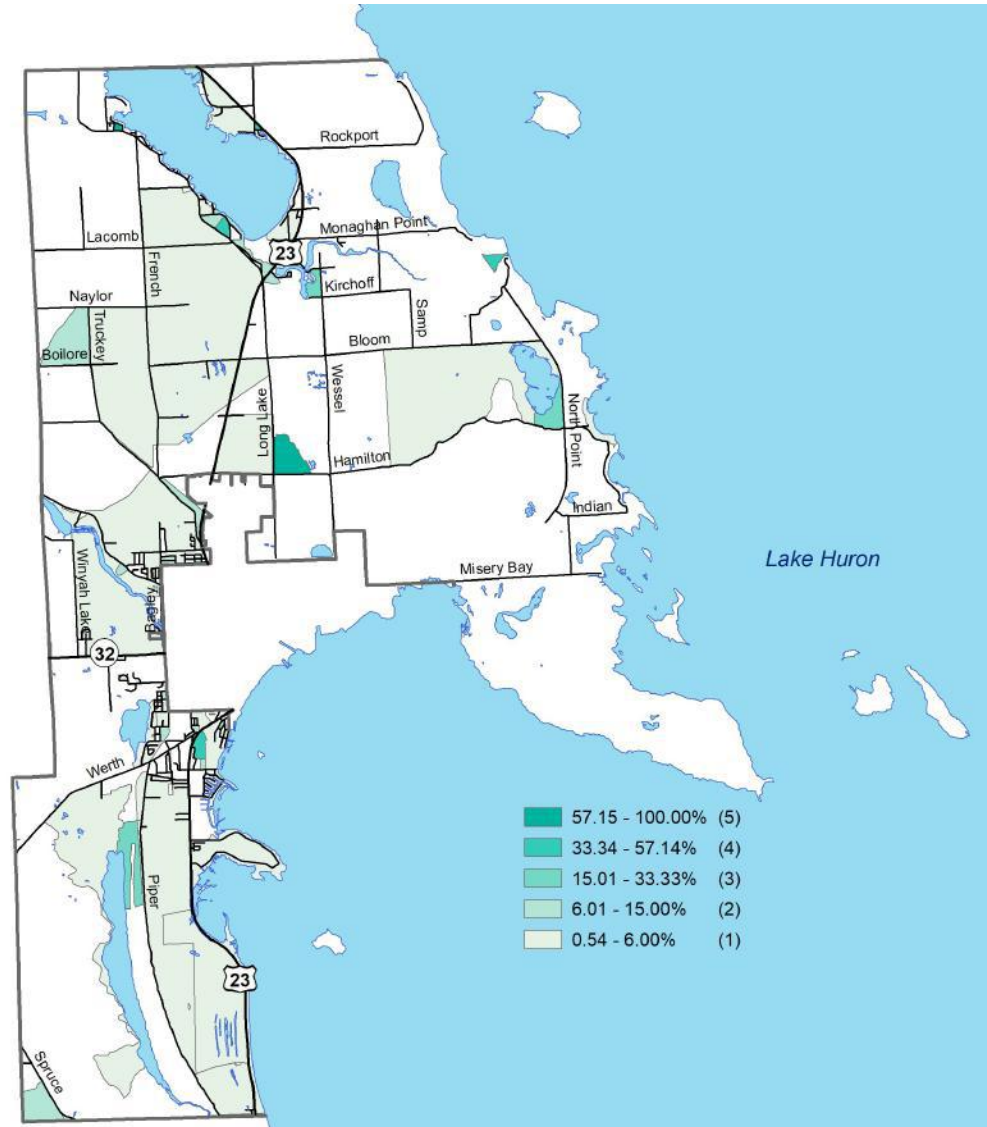 Rockport
Monaghan Point
Lacomb
23
French
Kirchoff
Naylor
Truckey
Samp
Bloom
Boilore
Wessel
Long Lake
North Point
Hamilton
Indian
Lake Huron
Misery Bay
Winyah Lake
Bagley
32
Werth
57.15 - 100.00% (5)
33.34 - 57.14% (4)
15.01 - 33.33% (3)
6.01 - 15.00% (2)
0.54 - 6.00% (1)
Piper
23
Spruce